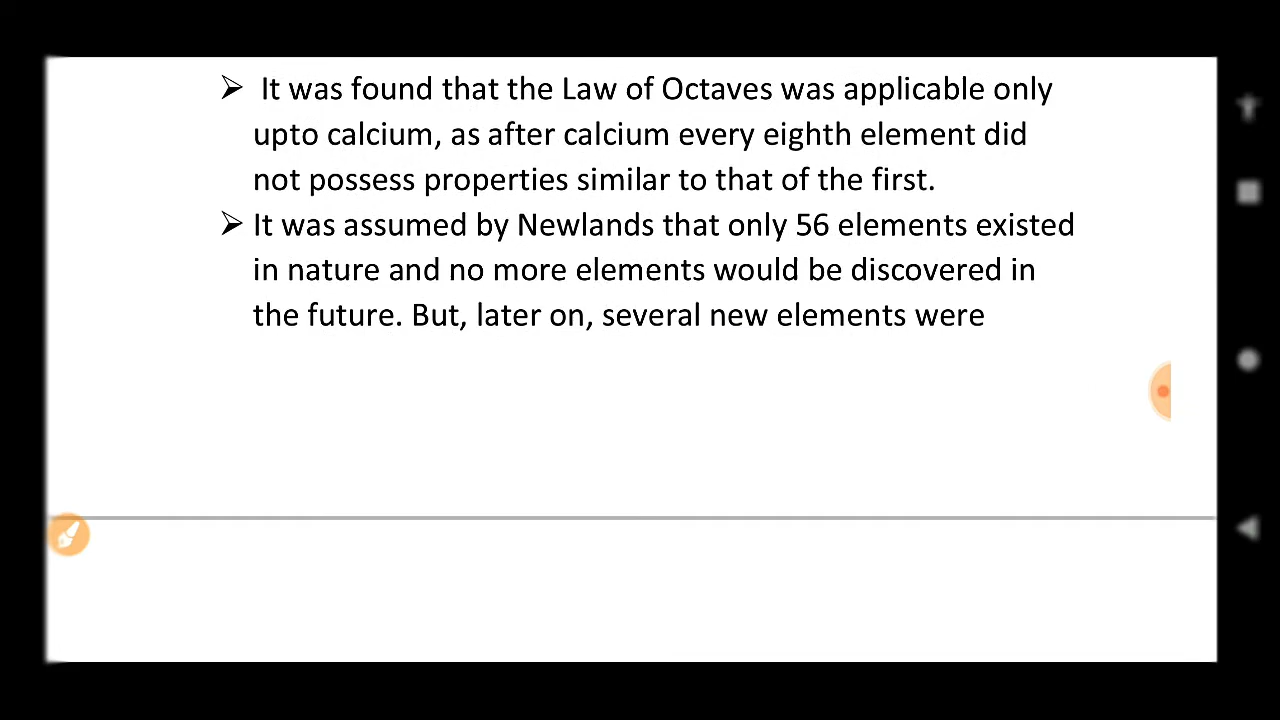 ➢ It was found that the Law of Octaves was applicable only
upto calcium, as after calcium every eighth element did
not possess properties similar to that of the first.
➢ It was assumed by Newlands that only 56 elements existed
in nature and no more elements would be discovered in
the future. But, later on, several new elements were